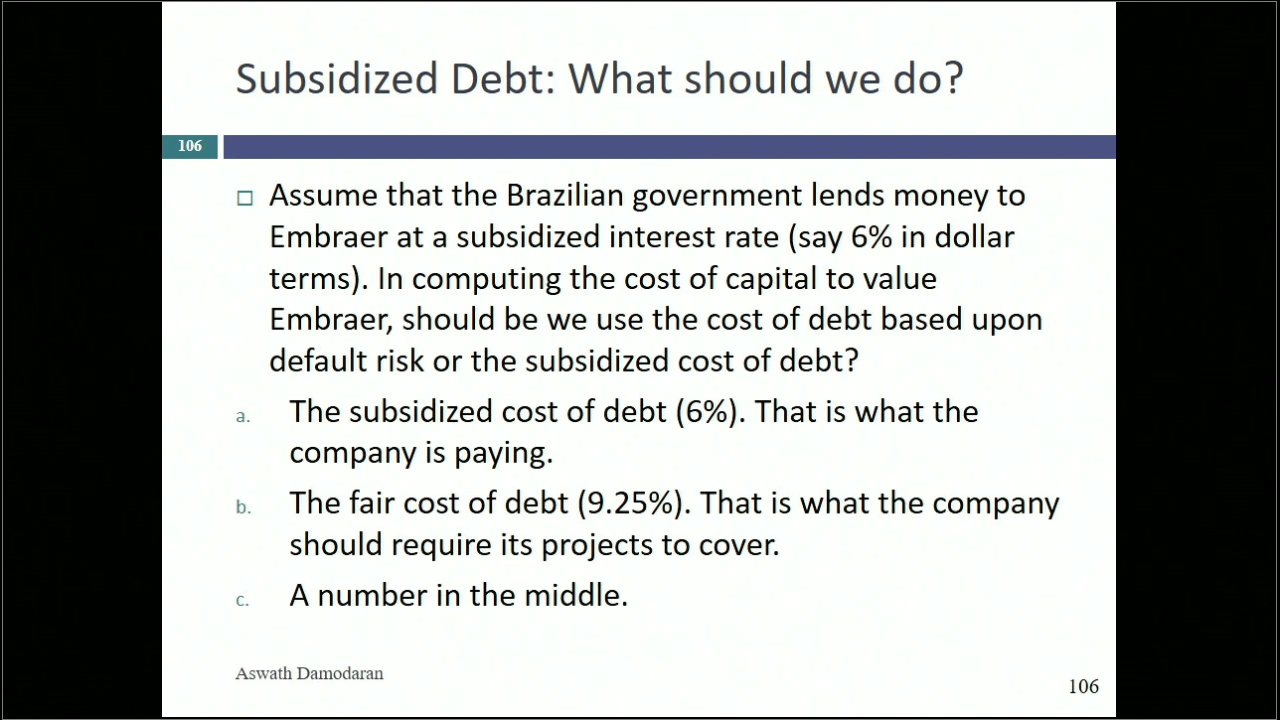 Subsidized Debt: What should we do?
106
Assume that the Brazilian government lends money to
Embraer at a subsidized interest rate (say 6% in dollar
terms). In computing the cost of capital to value
Embraer, should be we use the cost of debt based upon
default risk or the subsidized cost of debt?
a. The subsidized cost of debt (6%). That is what the
company is paying.
b. The fair cost of debt (9.25%). That is what the company
should require its projects to cover.
c. A number in the middle.
Aswath Damodaran
106